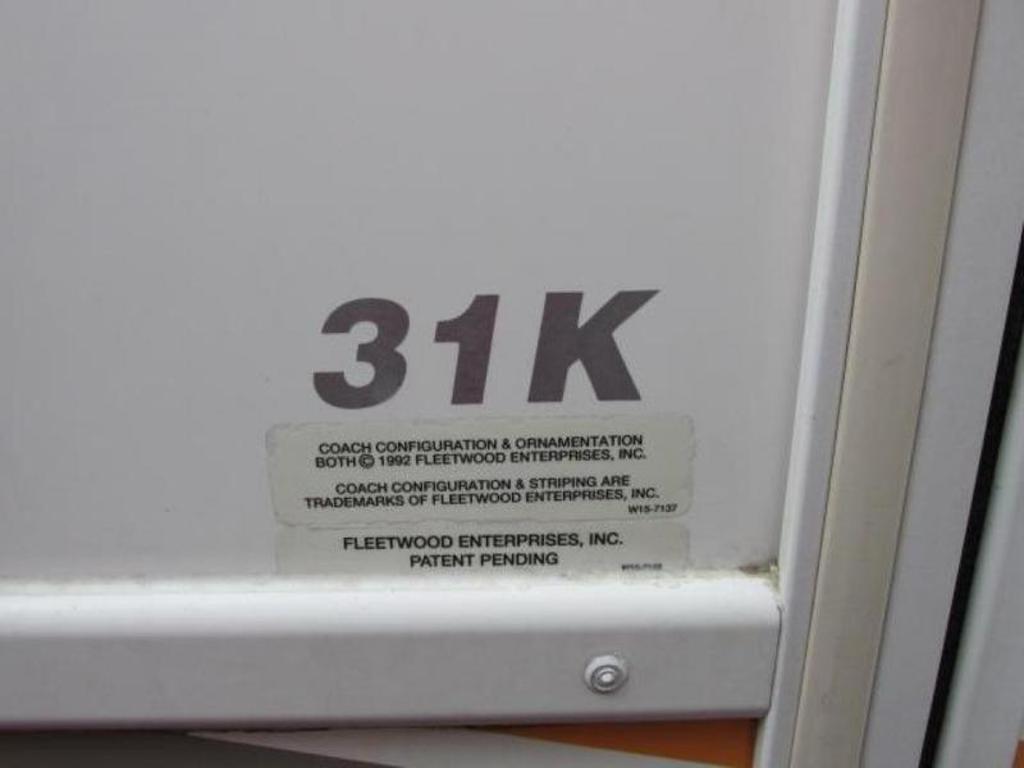 31K
COACH CONFIGURATION & ORNAMENTATION
BOTH © 1992 FLEETWOOD ENTERPRISES, INC.
COACH CONFIGURATION & STRIPING ARE
TRADEMARKS OF FLEETWOOD ENTERPRISES, INC.
W15-7137
FLEETWOOD ENTERPRISES, INC.
PATENT PENDING